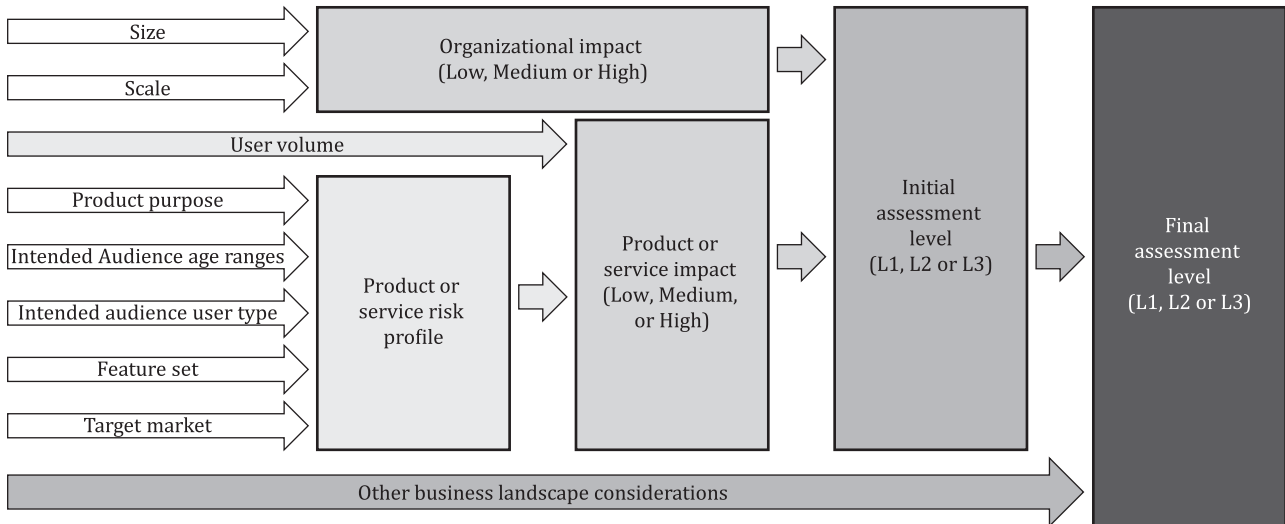 Size
Scale
Organizational impact
(Low, Medium or High)
User volume
Product purpose
Intended Audience age ranges
Intended audience user type
Feature set
Target market
Product or
service risk
profile
Product or
service impact
(Low, Medium,
or High)
Initial
assessment
level
(L1, L2 or L3)
Final
assessment
level
(L1, L2 or L3)
Other business landscape considerations